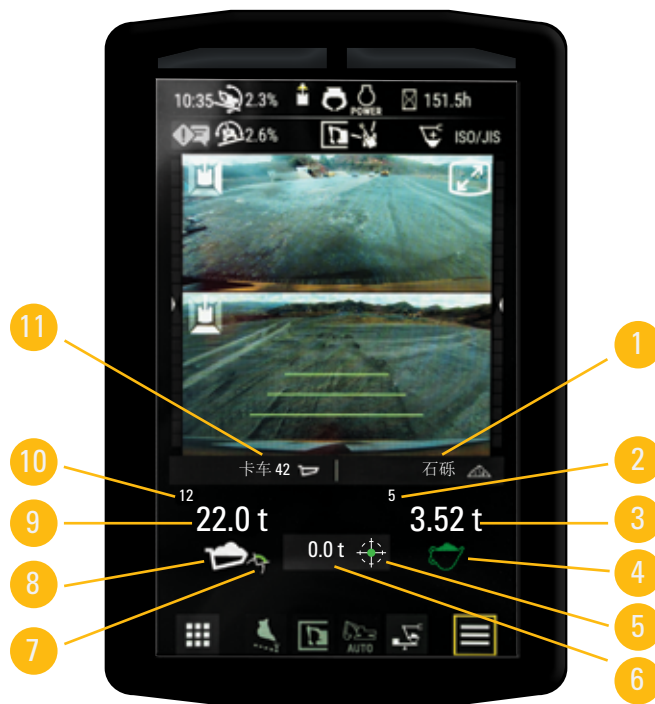 10:35 2.3% POWER 151.5h
2.6% ISO/JIS
11
1
卡车 42 石砾
10
2
12 5
9 22.0 t 3.52 t 3
8 0.0 t 4
7 5
AUTO
6